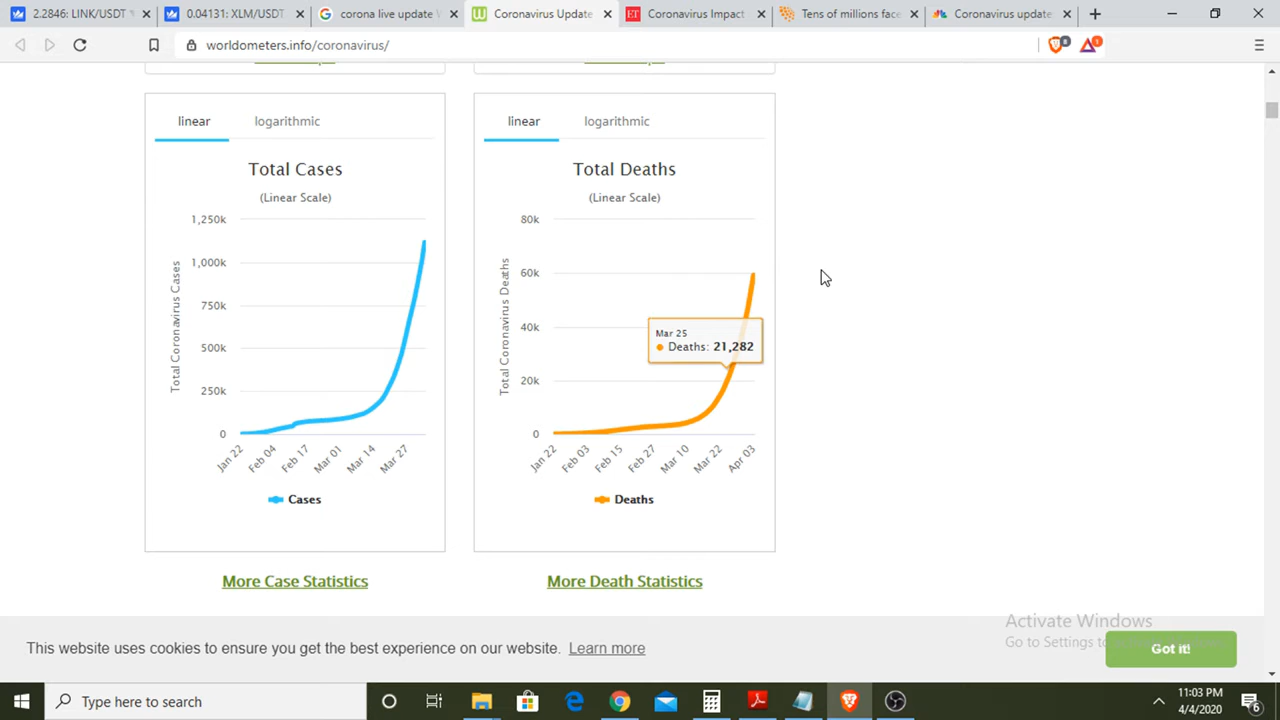 2.2846: LINK/USDT
0.04131: XLM/USDT
corona live update
Coronavirus Update
Coronavirus Impact
Tens of millions face
Coronavirus update
worldometers.info/coronavirus/
8
1
linear
logarithmic
Total Cases
(Linear Scale)
1,250k
1,000k
750k
500k
250k
0
Total Coronavirus Cases
Jan 22
Feb 04
Feb 17
Mar 01
Mar 14
Mar 27
Cases
linear
logarithmic
Total Deaths
(Linear Scale)
80k
60k
40k
20k
0
Total Coronavirus Deaths
Mar 25
Deaths: 21,282
Jan 22
Feb 03
Feb 15
Feb 27
Mar 10
Mar 22
Apr 03
Deaths
More Case Statistics
More Death Statistics
This website uses cookies to ensure you get the best experience on our website. Learn more
Activate Windows
Go to Settings to
Got it!
Type here to search
11:03 PM
4/4/2020
6